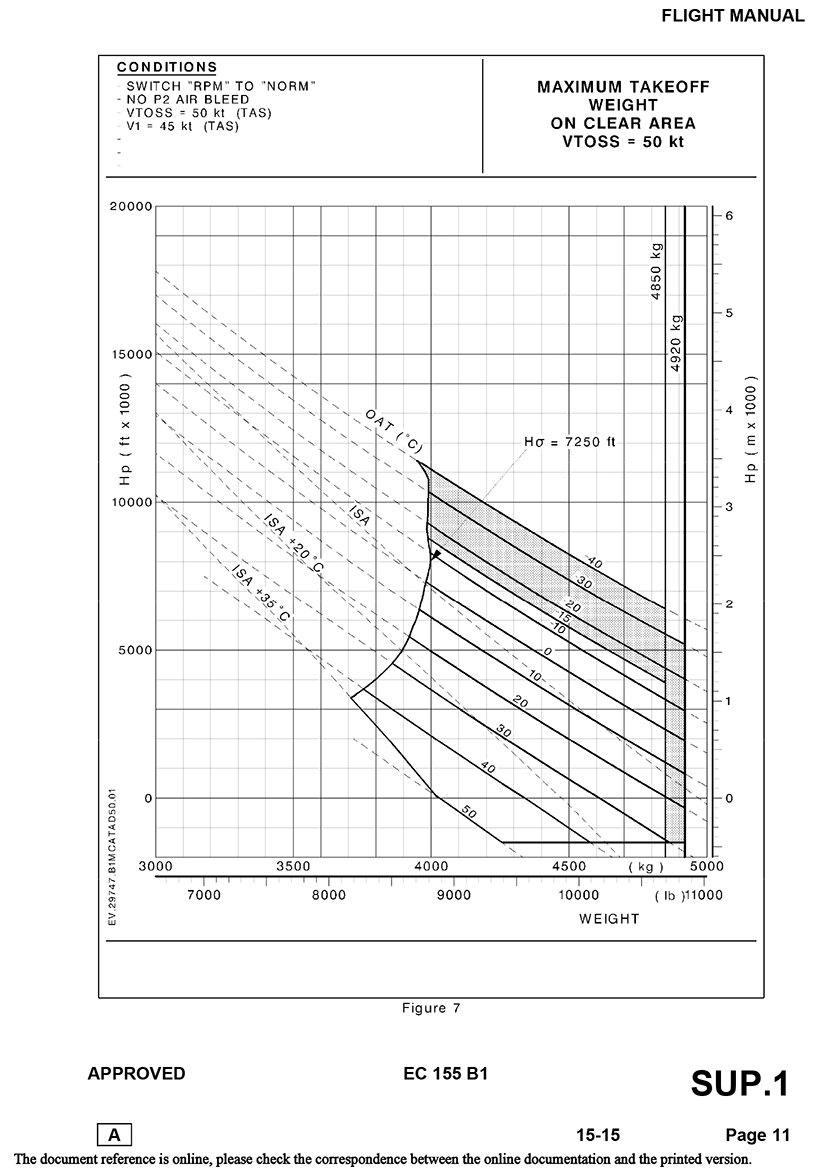 FLIGHT MANUAL
CONDITIONS
- SWITCH "RPM" TO "NORM"
- NO P2 AIR BLEED
- VTOSS = 50 kt (TAS)
- V1 = 45 kt (TAS)
-
-
-
MAXIMUM TAKEOFF
WEIGHT
ON CLEAR AREA
VTOSS = 50 kt
20000
15000
10000
5000
0
Hp ( ft x 1000 )
6
5
4
3
2
1
0
Hp ( m x 1000 )
4850 kg
4920 kg
OAT (°C)
Hσ = 7250 ft
ISA
ISA +20°C
ISA +35°C
-40
-30
-20
-15
-10
0
10
20
30
40
50
3000 3500 4000 4500 ( kg ) 5000
7000 8000 9000 10000 ( lb ) 11000
WEIGHT
EV.29747.B1MCATAD50.01
Figure 7
APPROVED EC 155 B1 SUP.1
A 15-15 Page 11
The document reference is online, please check the correspondence between the online documentation and the printed version.